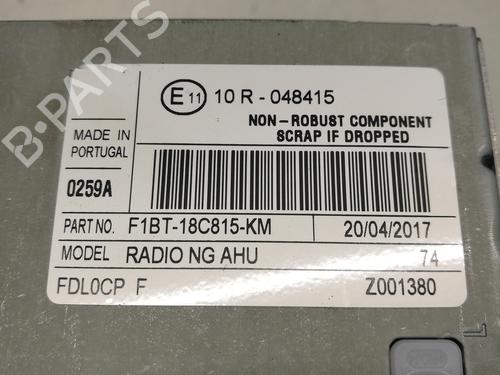 E 11 10 R - 048415
NON - ROBUST COMPONENT
SCRAP IF DROPPED
MADE IN
PORTUGAL
0259A
PART NO. F1BT-18C815-KM 20/04/2017
MODEL RADIO NG AHU 74
FDL0CP F Z001380
B-PARTS